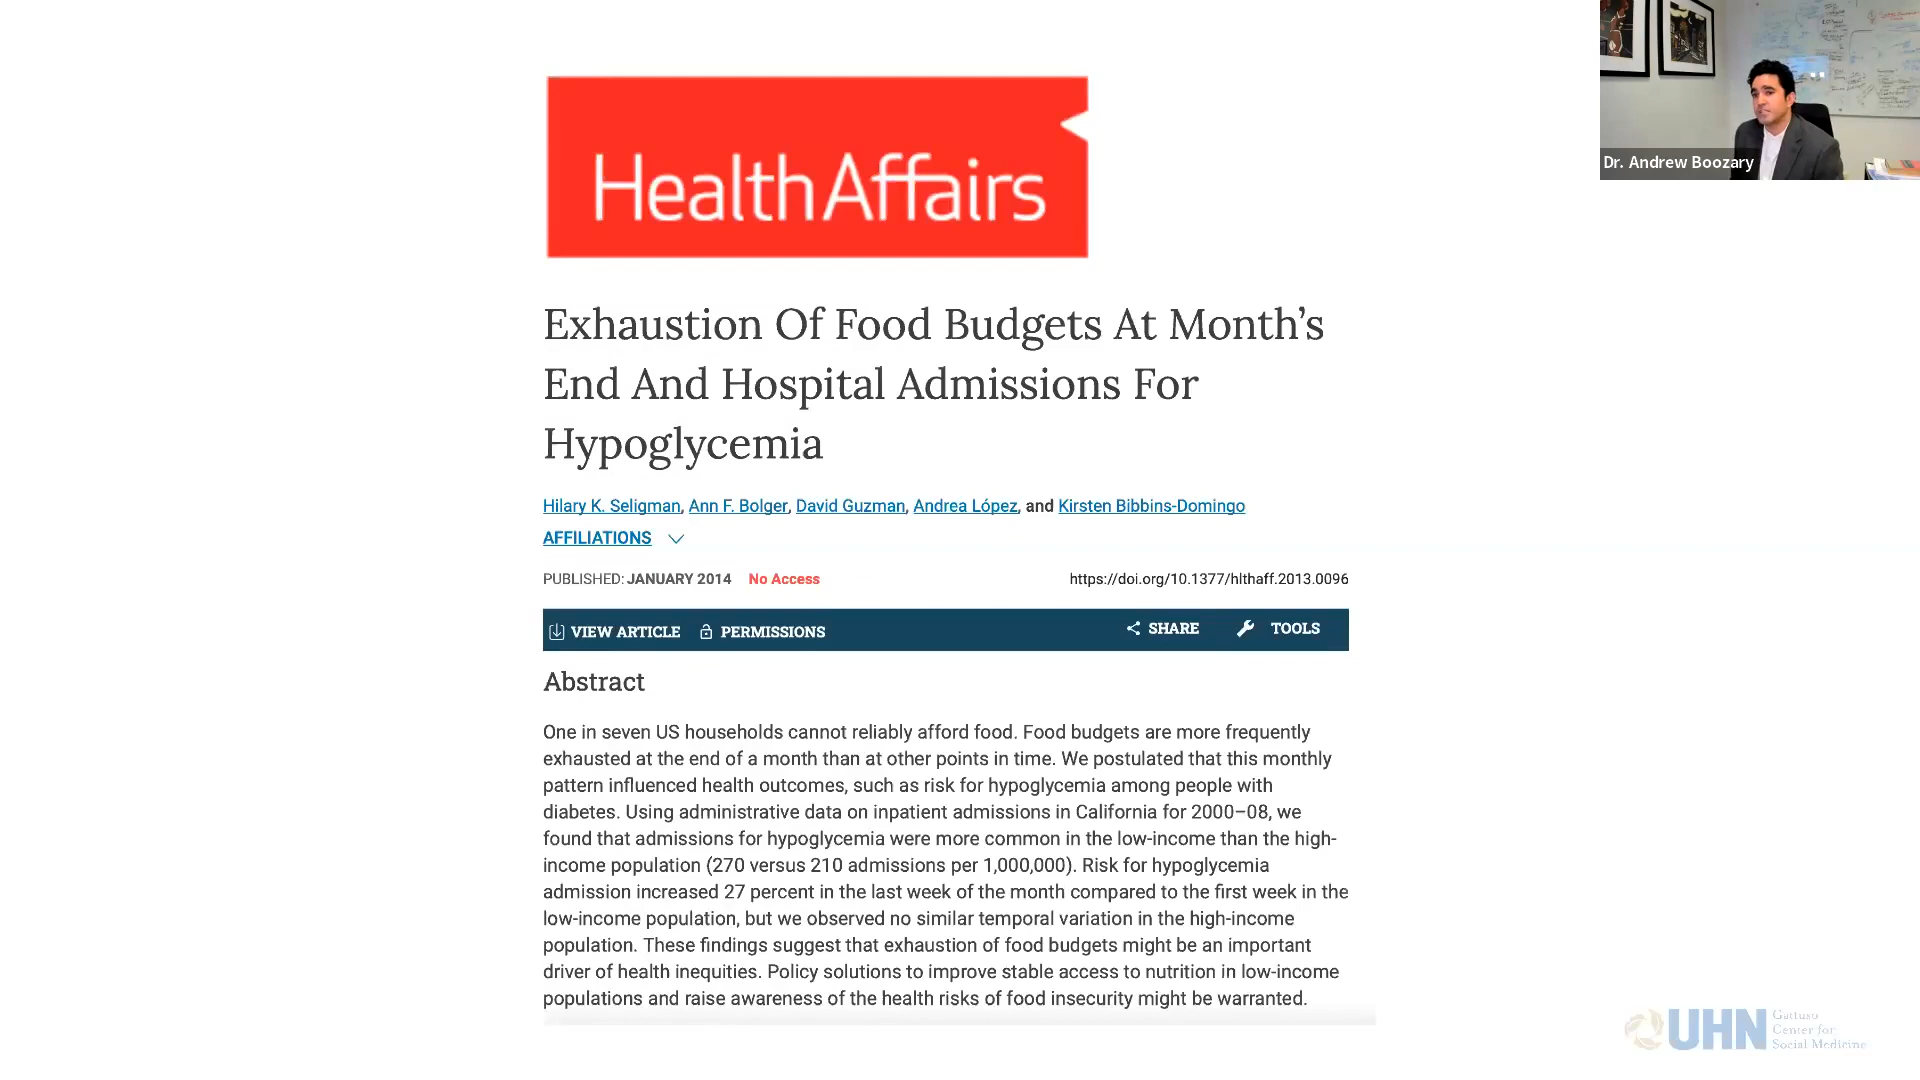 HealthAffairs
Dr. Andrew Boozary
Exhaustion Of Food Budgets At Month’s
End And Hospital Admissions For
Hypoglycemia
Hilary K. Seligman, Ann F. Bolger, David Guzman, Andrea López, and Kirsten Bibbins-Domingo
AFFILIATIONS
PUBLISHED: JANUARY 2014 No Access https://doi.org/10.1377/hlthaff.2013.0096
VIEW ARTICLE PERMISSIONS SHARE TOOLS
Abstract
One in seven US households cannot reliably afford food. Food budgets are more frequently
exhausted at the end of a month than at other points in time. We postulated that this monthly
pattern influenced health outcomes, such as risk for hypoglycemia among people with
diabetes. Using administrative data on inpatient admissions in California for 2000–08, we
found that admissions for hypoglycemia were more common in the low-income than the high-
income population (270 versus 210 admissions per 1,000,000). Risk for hypoglycemia
admission increased 27 percent in the last week of the month compared to the first week in the
low-income population, but we observed no similar temporal variation in the high-income
population. These findings suggest that exhaustion of food budgets might be an important
driver of health inequities. Policy solutions to improve stable access to nutrition in low-income
populations and raise awareness of the health risks of food insecurity might be warranted.
UHN
Gattuso
Center for
Social Medicine